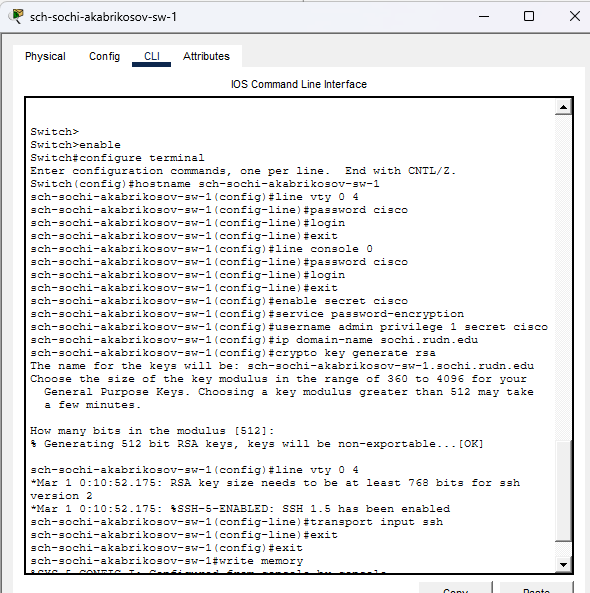 sch-sochi-akabrikosov-sw-1
Physical Config CLI Attributes
IOS Command Line Interface
Switch>
Switch>enable
Switch#configure terminal
Enter configuration commands, one per line.  End with CNTL/Z.
Switch(config)#hostname sch-sochi-akabrikosov-sw-1
sch-sochi-akabrikosov-sw-1(config)#line vty 0 4
sch-sochi-akabrikosov-sw-1(config-line)#password cisco
sch-sochi-akabrikosov-sw-1(config-line)#login
sch-sochi-akabrikosov-sw-1(config-line)#exit
sch-sochi-akabrikosov-sw-1(config)#line console 0
sch-sochi-akabrikosov-sw-1(config-line)#password cisco
sch-sochi-akabrikosov-sw-1(config-line)#login
sch-sochi-akabrikosov-sw-1(config-line)#exit
sch-sochi-akabrikosov-sw-1(config)#enable secret cisco
sch-sochi-akabrikosov-sw-1(config)#service password-encryption
sch-sochi-akabrikosov-sw-1(config)#username admin privilege 1 secret cisco
sch-sochi-akabrikosov-sw-1(config)#ip domain-name sochi.rudn.edu
sch-sochi-akabrikosov-sw-1(config)#crypto key generate rsa
The name for the keys will be: sch-sochi-akabrikosov-sw-1.sochi.rudn.edu
Choose the size of the key modulus in the range of 360 to 4096 for your
  General Purpose Keys. Choosing a key modulus greater than 512 may take
  a few minutes.
How many bits in the modulus [512]:
% Generating 512 bit RSA keys, keys will be non-exportable...[OK]
sch-sochi-akabrikosov-sw-1(config)#line vty 0 4
*Mar 1 0:10:52.175: RSA key size needs to be at least 768 bits for ssh
version 2
*Mar 1 0:10:52.175: %SSH-5-ENABLED: SSH 1.5 has been enabled
sch-sochi-akabrikosov-sw-1(config-line)#transport input ssh
sch-sochi-akabrikosov-sw-1(config-line)#exit
sch-sochi-akabrikosov-sw-1(config)#exit
sch-sochi-akabrikosov-sw-1#write memory
%SYS-5-CONFIG_I: Configured from console by console
Copy Paste